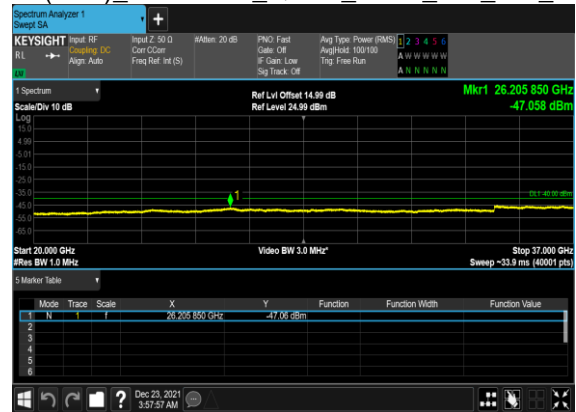 Spectrum Analyzer 1
Swept SA
KEYSIGHT Input: RF Input Z: 50 Ω #Atten: 20 dB PNO: Fast Avg Type: Power (RMS) 1 2 3 4 5 6
RL Coupling: DC Corr CCorr Gate: Off Avg|Hold: 100/100 A W W W W W
Align: Auto Freq Ref: Int (S) IF Gain: Low Trig: Free Run
Sig Track: Off A N N N N N
1 Spectrum Ref Lvl Offset 14.99 dB Mkr1 26.205 850 GHz
Scale/Div 10 dB Ref Level 24.99 dBm -47.058 dBm
Log
15.0
4.99
-5.01
-15.0
-25.0
-35.0 1 DL1 -40.00 dBm
-45.0
-55.0
-65.0
Start 20.000 GHz Video BW 3.0 MHz* Stop 37.000 GHz
#Res BW 1.0 MHz Sweep ~33.9 ms (40001 pts)
5 Marker Table
Mode Trace Scale X Y Function Function Width Function Value
1 N 1 f 26.205 850 GHz -47.06 dBm
2
3
4
5
6
? Dec 23, 2021
3:57:57 AM